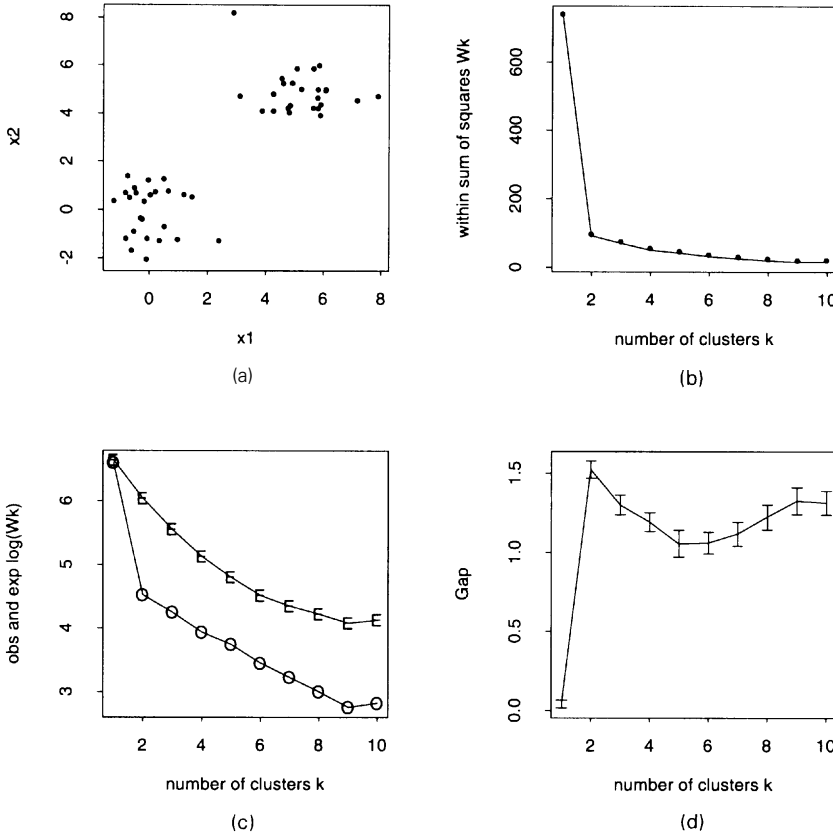 8
6
4
2
0
-2
x2
0 2 4 6 8
x1
(a)
600
400
200
0
within sum of squares Wk
2 4 6 8 10
number of clusters k
(b)
6
5
4
3
obs and exp log(Wk)
E E E E E E E E E E
O O O O O O O O O O
2 4 6 8 10
number of clusters k
(c)
1.5
1.0
0.5
0.0
Gap
2 4 6 8 10
number of clusters k
(d)